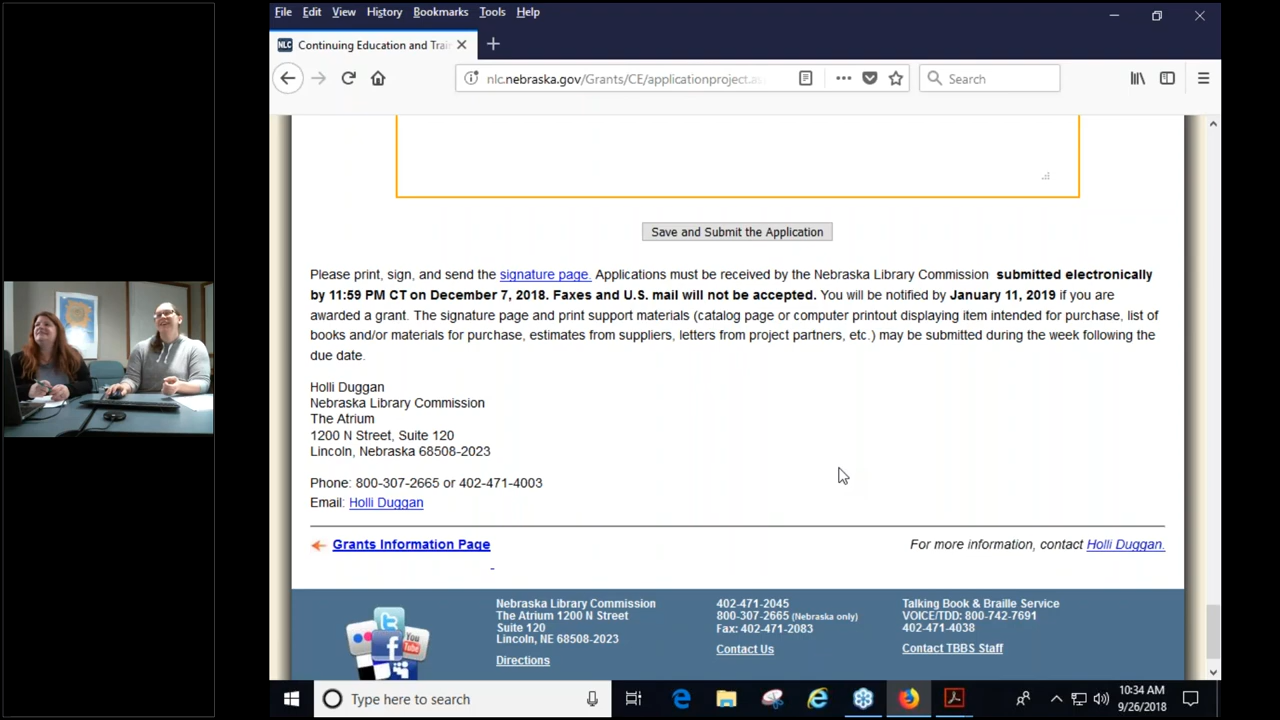 File Edit View History Bookmarks Tools Help
NLC Continuing Education and Trai
nlc.nebraska.gov/Grants/CE/applicationproject.as
Search
Save and Submit the Application
Please print, sign, and send the signature page. Applications must be received by the Nebraska Library Commission submitted electronically
by 11:59 PM CT on December 7, 2018. Faxes and U.S. mail will not be accepted. You will be notified by January 11, 2019 if you are
awarded a grant. The signature page and print support materials (catalog page or computer printout displaying item intended for purchase, list of
books and/or materials for purchase, estimates from suppliers, letters from project partners, etc.) may be submitted during the week following the
due date.
Holli Duggan
Nebraska Library Commission
The Atrium
1200 N Street, Suite 120
Lincoln, Nebraska 68508-2023
Phone: 800-307-2665 or 402-471-4003
Email: Holli Duggan
Grants Information Page
For more information, contact Holli Duggan.
Nebraska Library Commission
The Atrium 1200 N Street
Suite 120
Lincoln, NE 68508-2023
Directions
402-471-2045
800-307-2665 (Nebraska only)
Fax: 402-471-2083
Contact Us
Talking Book & Braille Service
VOICE/TDD: 800-742-7691
402-471-4038
Contact TBBS Staff
You
Type here to search
10:34 AM
9/26/2018